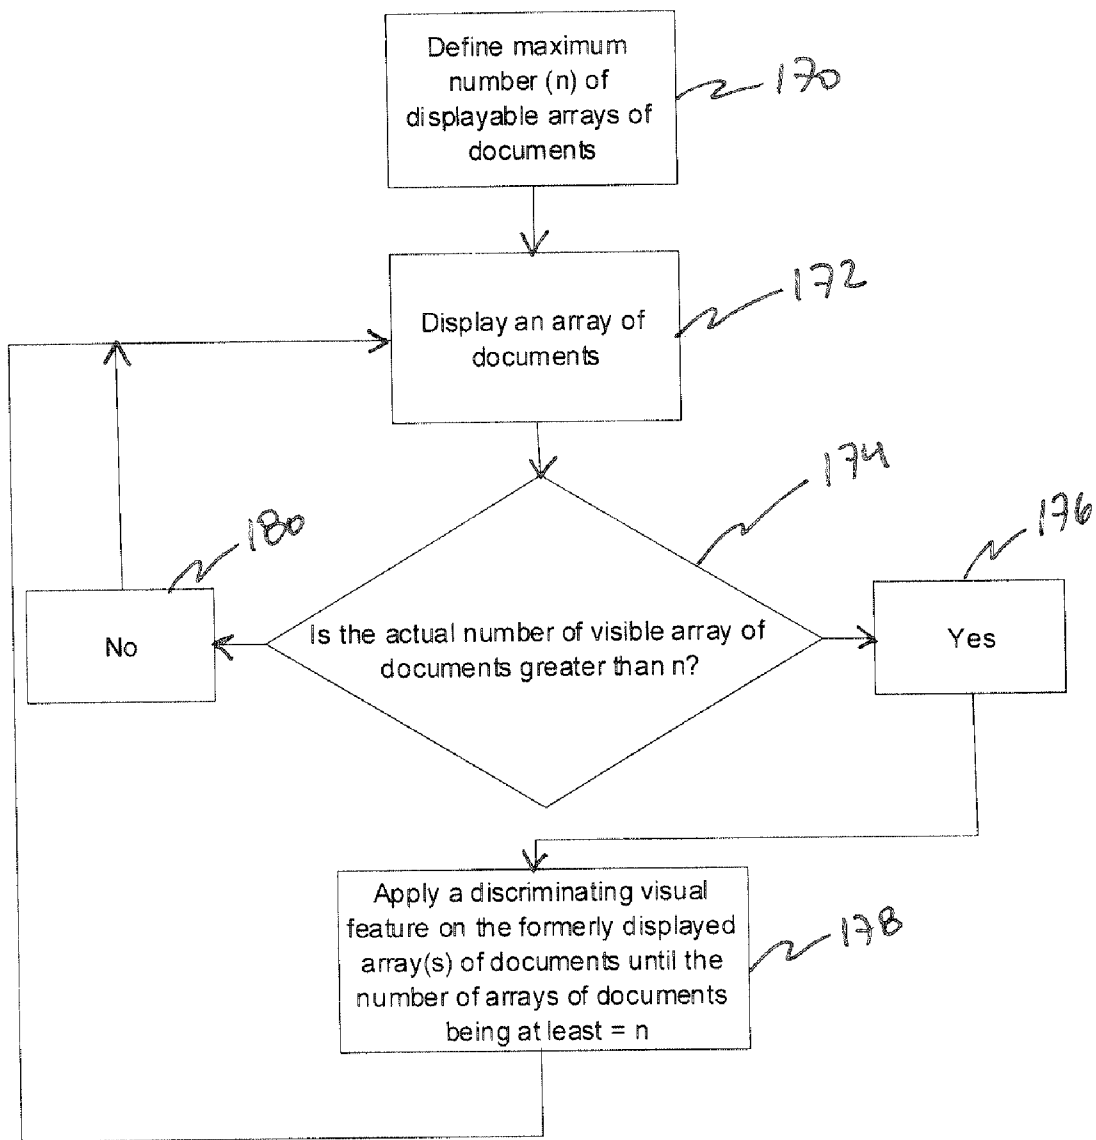 Define maximum
number (n) of
displayable arrays of
documents
170
Display an array of
documents
172
174
176
180
No
Is the actual number of visible array of
documents greater than n?
Yes
Apply a discriminating visual
feature on the formerly displayed
array(s) of documents until the
number of arrays of documents
being at least = n
178